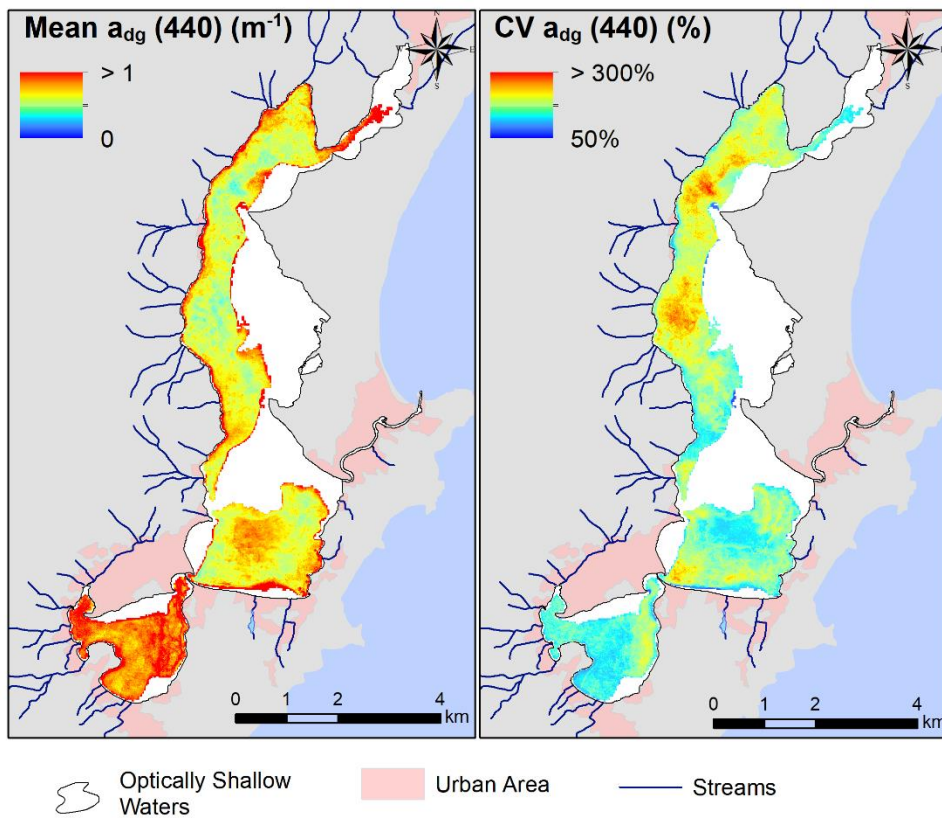 Mean adg (440) (m-1)
> 1
0
N
W
E
S
0 1 2 4
km
CV adg (440) (%)
> 300%
50%
N
W
E
S
0 1 2 4
km
Optically Shallow
Waters
Urban Area
Streams